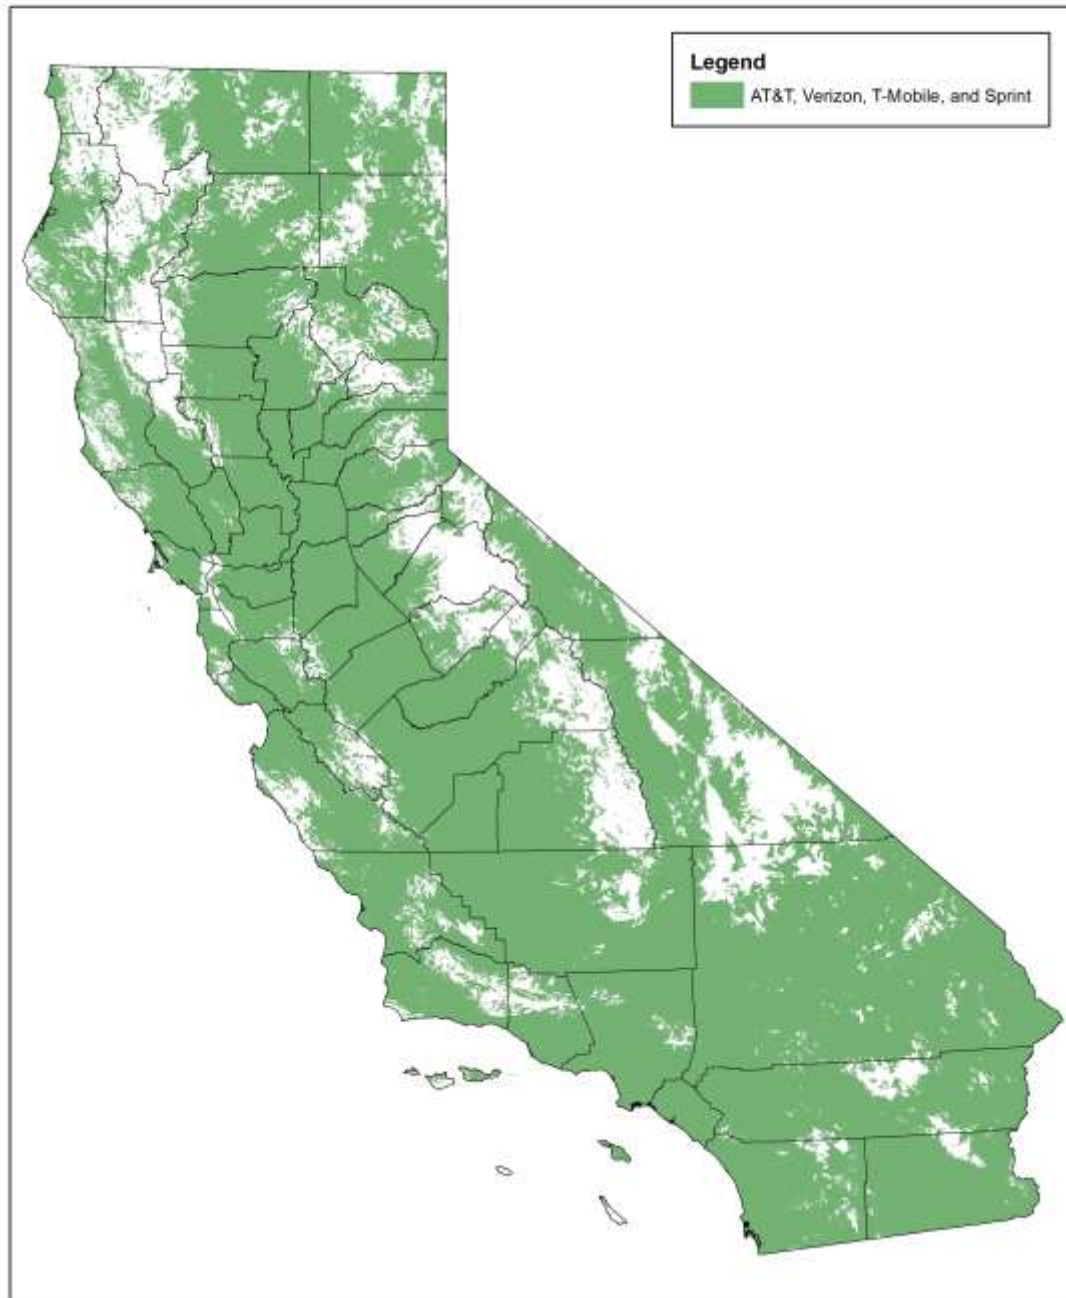 Legend
AT&T, Verizon, T-Mobile, and Sprint